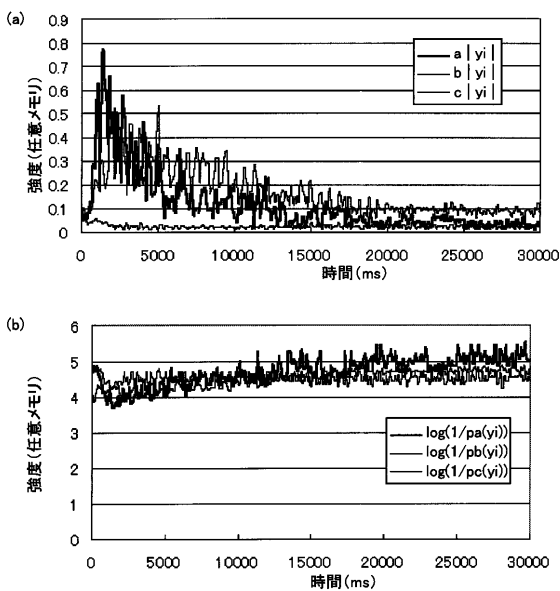 (a)
0.9
0.8
0.7
0.6
0.5
0.4
0.3
0.2
0.1
0
強度(任意メモリ)
a | yi |
b | yi |
c | yi |
0 5000 10000 15000 20000 25000 30000
時間(ms)
(b)
6
5
4
3
2
1
0
強度(任意メモリ)
log(1/pa(yi))
log(1/pb(yi))
log(1/pc(yi))
0 5000 10000 15000 20000 25000 30000
時間(ms)